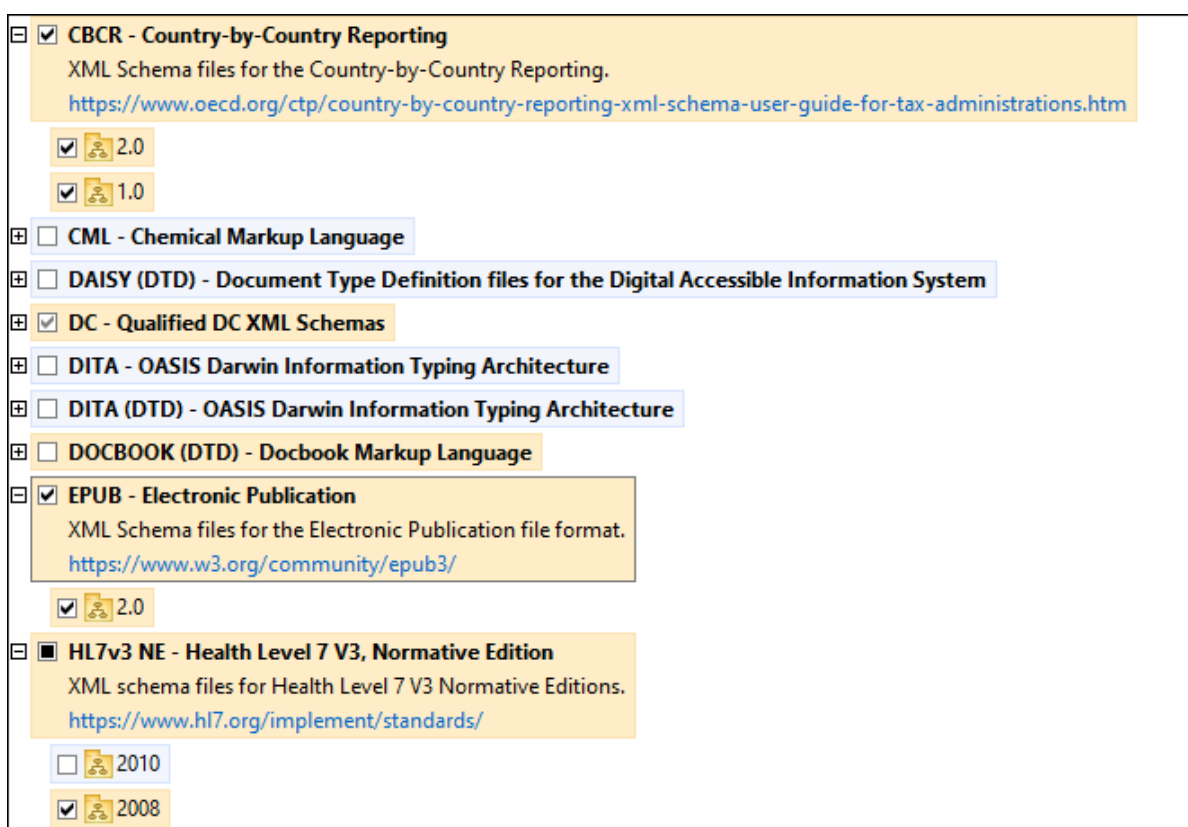 CBCR - Country-by-Country Reporting
XML Schema files for the Country-by-Country Reporting.
https://www.oecd.org/ctp/country-by-country-reporting-xml-schema-user-guide-for-tax-administrations.htm
2.0
1.0
CML - Chemical Markup Language
DAISY (DTD) - Document Type Definition files for the Digital Accessible Information System
DC - Qualified DC XML Schemas
DITA - OASIS Darwin Information Typing Architecture
DITA (DTD) - OASIS Darwin Information Typing Architecture
DOCBOOK (DTD) - Docbook Markup Language
EPUB - Electronic Publication
XML Schema files for the Electronic Publication file format.
https://www.w3.org/community/epub3/
2.0
HL7v3 NE - Health Level 7 V3, Normative Edition
XML schema files for Health Level 7 V3 Normative Editions.
https://www.hl7.org/implement/standards/
2010
2008